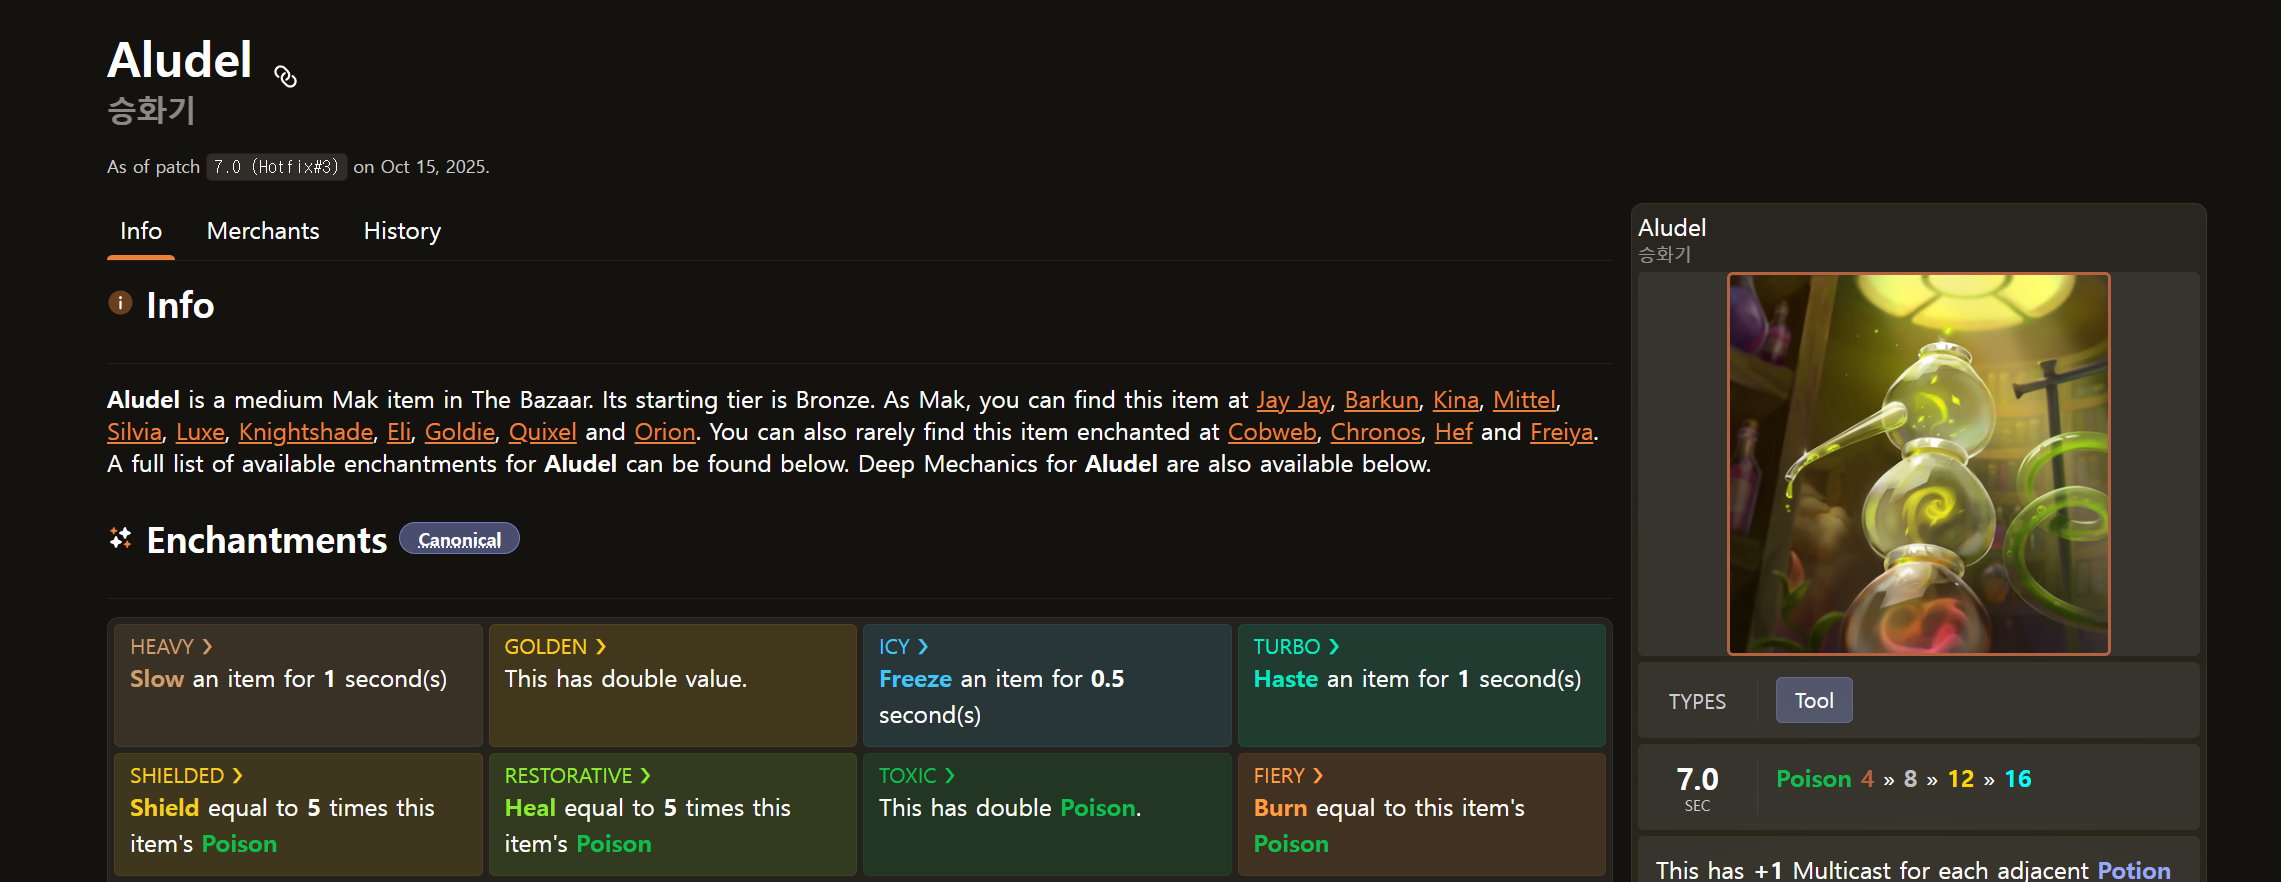 Aludel
승화기
As of patch 7.0 (Hotfix#3) on Oct 15, 2025.
Info Merchants History
Info
Aludel is a medium Mak item in The Bazaar. Its starting tier is Bronze. As Mak, you can find this item at Jay Jay, Barkun, Kina, Mittel,
Silvia, Luxe, Knightshade, Eli, Goldie, Quixel and Orion. You can also rarely find this item enchanted at Cobweb, Chronos, Hef and Freiya.
A full list of available enchantments for Aludel can be found below. Deep Mechanics for Aludel are also available below.
Enchantments Canonical
HEAVY
Slow an item for 1 second(s)
GOLDEN
This has double value.
ICY
Freeze an item for 0.5
second(s)
TURBO
Haste an item for 1 second(s)
SHIELDED
Shield equal to 5 times this
item's Poison
RESTORATIVE
Heal equal to 5 times this
item's Poison
TOXIC
This has double Poison.
FIERY
Burn equal to this item's
Poison
Aludel
승화기
TYPES Tool
7.0
SEC
Poison 4 » 8 » 12 » 16
This has +1 Multicast for each adjacent Potion